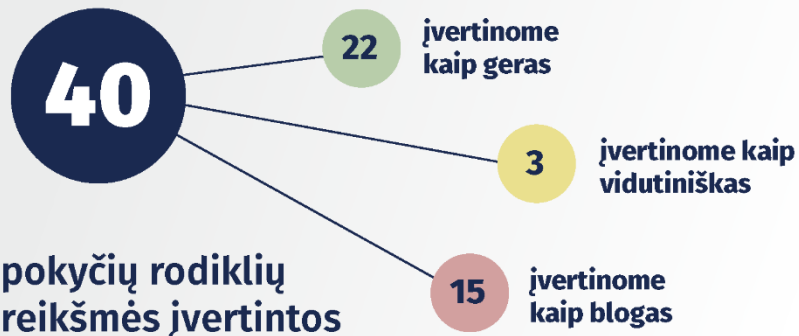 40
pokyčių rodiklių
reikšmės įvertintos
22
įvertinome
kaip geras
3
įvertinome kaip
vidutiniškas
15
įvertinome
kaip blogas